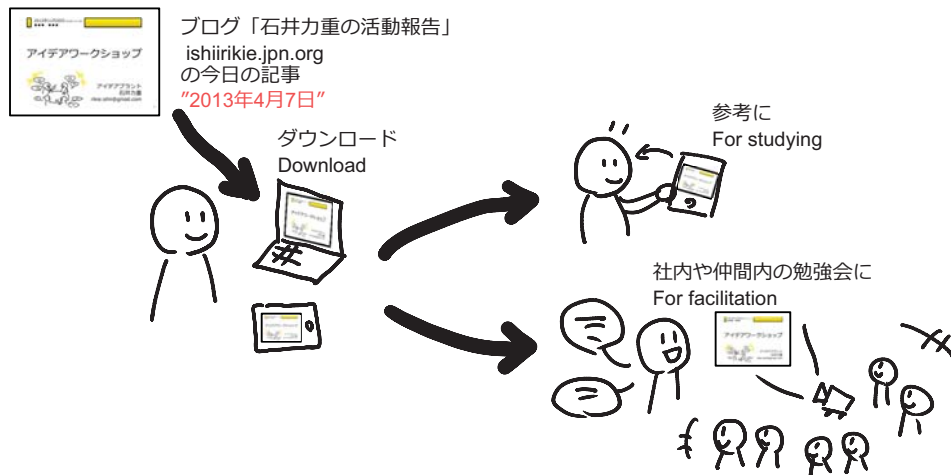 アイデアワークショップ
アイデアプラント
石井力重
ブログ「石井力重の活動報告」
ishiirikie.jpn.org
の今日の記事
"2013年4月7日"
ダウンロード
Download
参考に
For studying
社内や仲間内の勉強会に
For facilitation
アイデアワークショップ